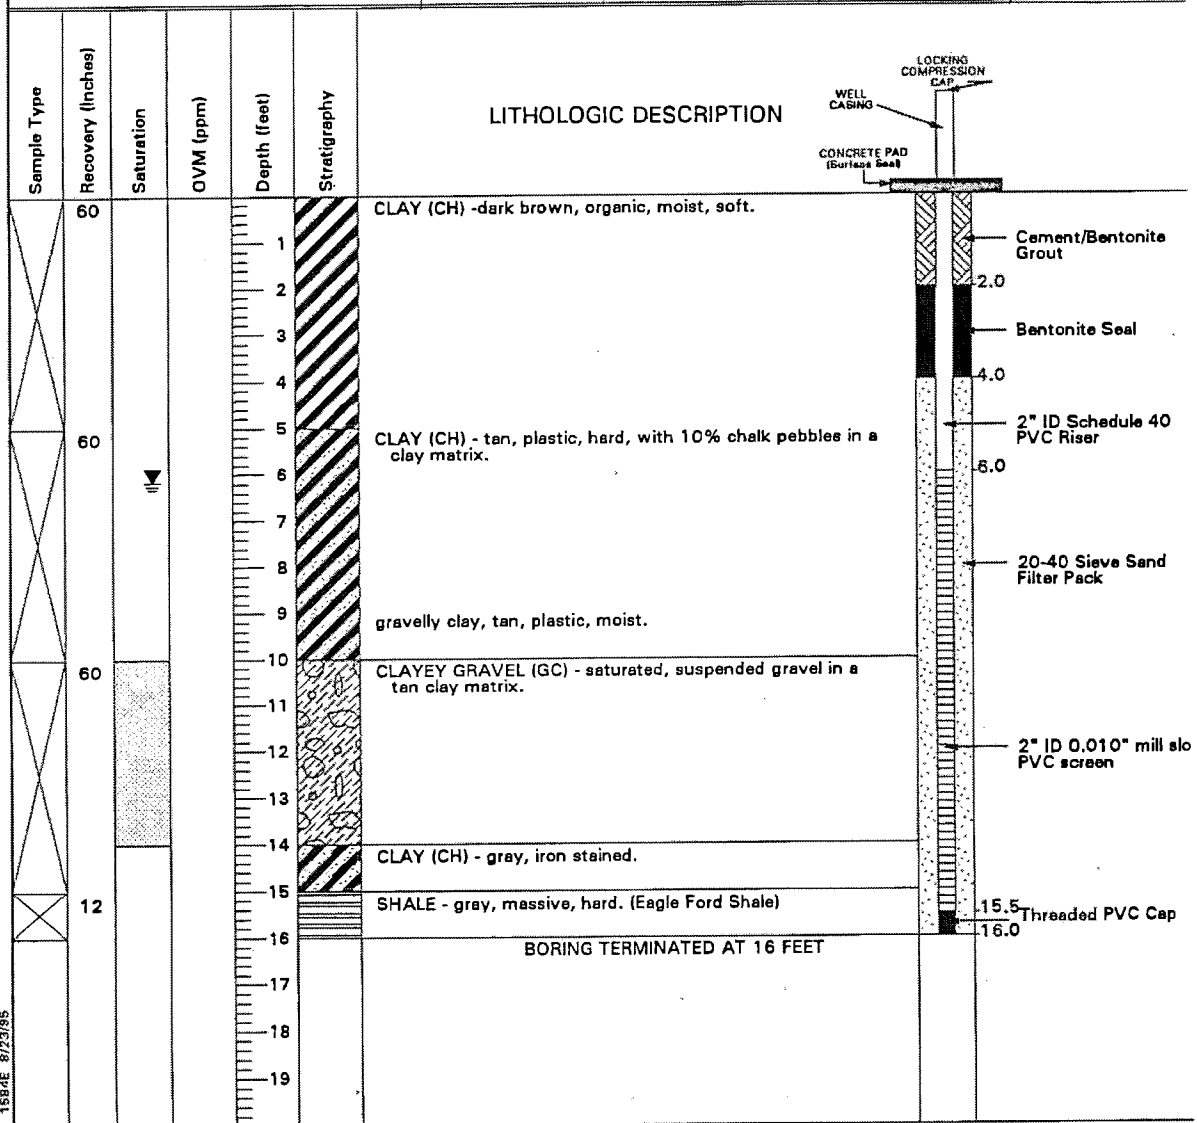 Sample Type
Recovery (Inches)
Saturation
OVM (ppm)
Depth (feet)
Stratigraphy
LITHOLOGIC DESCRIPTION
LOCKING
COMPRESSION
CAP
WELL
CASING
CONCRETE PAD
(Surface Seal)
60
CLAY (CH) -dark brown, organic, moist, soft.
1
Cement/Bentonite
Grout
2
2.0
3
Bentonite Seal
4
4.0
5
2" ID Schedule 40
PVC Riser
60
CLAY (CH) - tan, plastic, hard, with 10% chalk pebbles in a
clay matrix.
6
6.0
7
8
20-40 Sieve Sand
Filter Pack
9
gravelly clay, tan, plastic, moist.
10
60
CLAYEY GRAVEL (GC) - saturated, suspended gravel in a
tan clay matrix.
11
12
2" ID 0.010" mill slo
PVC screen
13
14
CLAY (CH) - gray, iron stained.
15
12
SHALE - gray, massive, hard. (Eagle Ford Shale)
15.5
Threaded PVC Cap
16
16.0
BORING TERMINATED AT 16 FEET
17
18
19
1584E 8/23/95